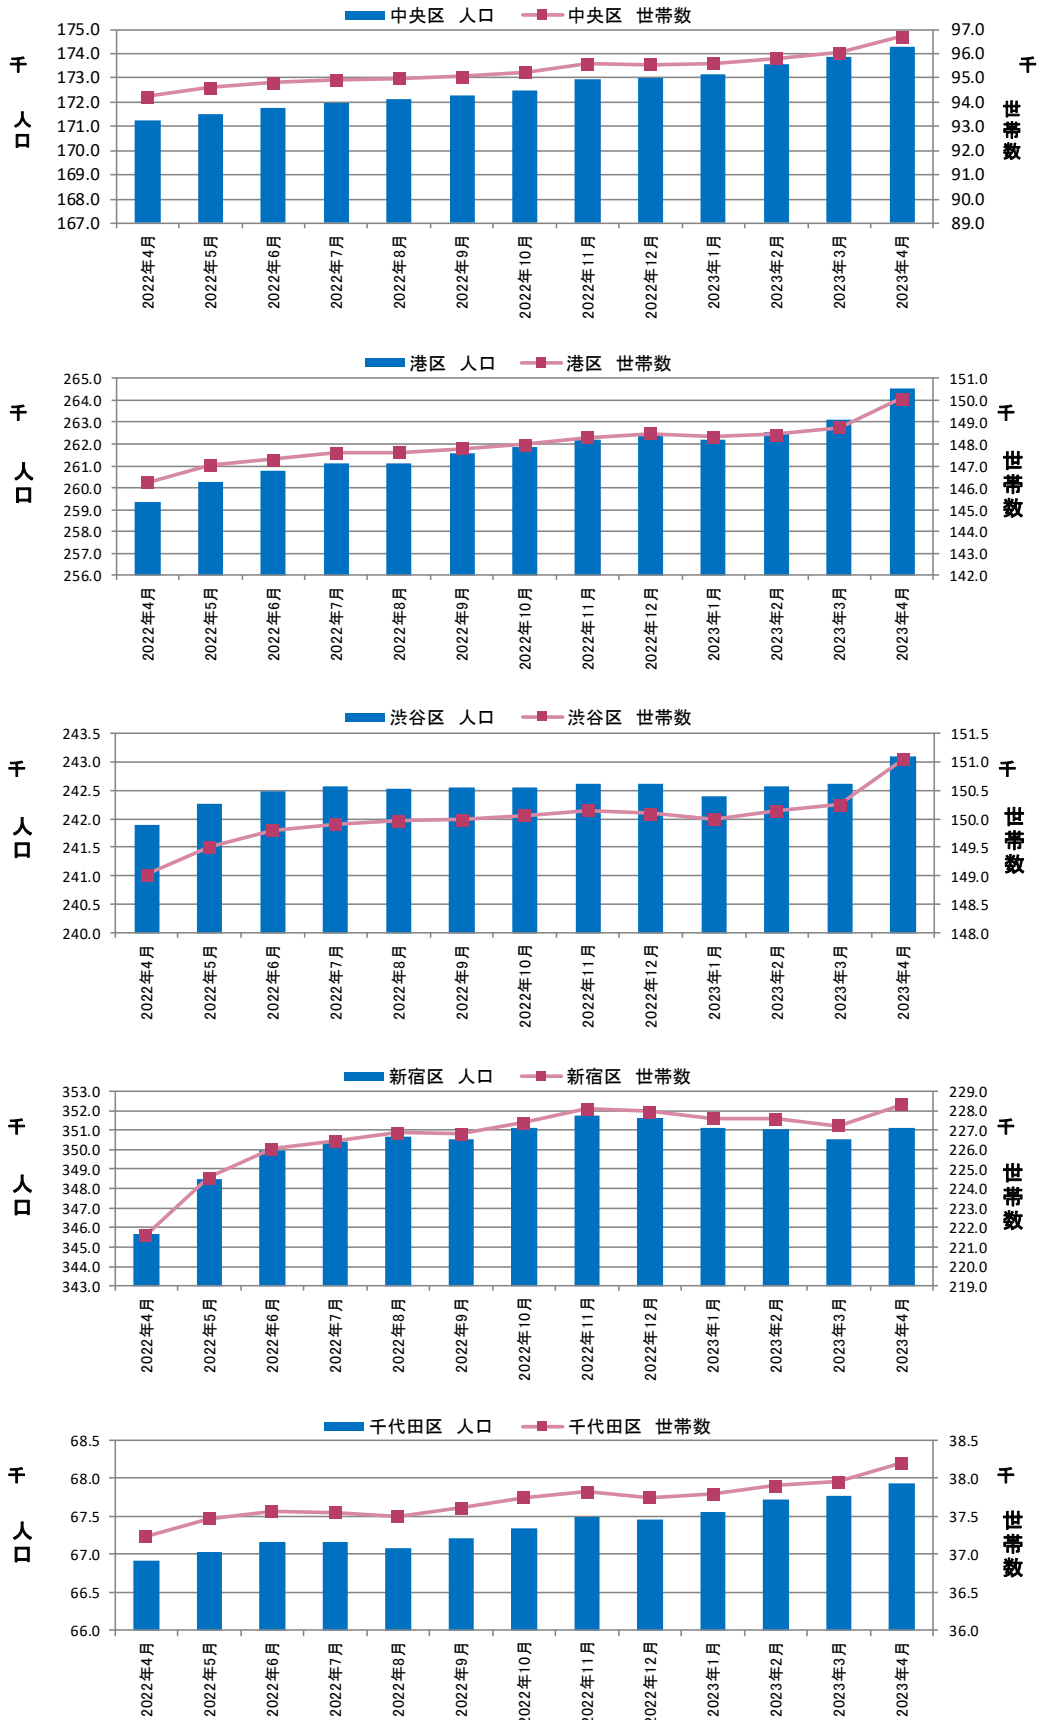 中央区　人口　中央区　世帯数
千
人口
175.0
174.0
173.0
172.0
171.0
170.0
169.0
168.0
167.0
97.0
96.0
95.0
94.0
93.0
92.0
91.0
90.0
89.0
千
世帯数
2022年4月
2022年5月
2022年6月
2022年7月
2022年8月
2022年9月
2022年10月
2022年11月
2022年12月
2023年1月
2023年2月
2023年3月
2023年4月
港区　人口　港区　世帯数
千
人口
265.0
264.0
263.0
262.0
261.0
260.0
259.0
258.0
257.0
256.0
151.0
150.0
149.0
148.0
147.0
146.0
145.0
144.0
143.0
142.0
千
世帯数
2022年4月
2022年5月
2022年6月
2022年7月
2022年8月
2022年9月
2022年10月
2022年11月
2022年12月
2023年1月
2023年2月
2023年3月
2023年4月
渋谷区　人口　渋谷区　世帯数
千
人口
243.5
243.0
242.5
242.0
241.5
241.0
240.5
240.0
151.5
151.0
150.5
150.0
149.5
149.0
148.5
148.0
千
世帯数
2022年4月
2022年5月
2022年6月
2022年7月
2022年8月
2022年9月
2022年10月
2022年11月
2022年12月
2023年1月
2023年2月
2023年3月
2023年4月
新宿区　人口　新宿区　世帯数
千
人口
353.0
352.0
351.0
350.0
349.0
348.0
347.0
346.0
345.0
344.0
343.0
229.0
228.0
227.0
226.0
225.0
224.0
223.0
222.0
221.0
220.0
219.0
千
世帯数
2022年4月
2022年5月
2022年6月
2022年7月
2022年8月
2022年9月
2022年10月
2022年11月
2022年12月
2023年1月
2023年2月
2023年3月
2023年4月
千代田区　人口　千代田区　世帯数
千
人口
68.5
68.0
67.5
67.0
66.5
66.0
38.5
38.0
37.5
37.0
36.5
36.0
千
世帯数
2022年4月
2022年5月
2022年6月
2022年7月
2022年8月
2022年9月
2022年10月
2022年11月
2022年12月
2023年1月
2023年2月
2023年3月
2023年4月